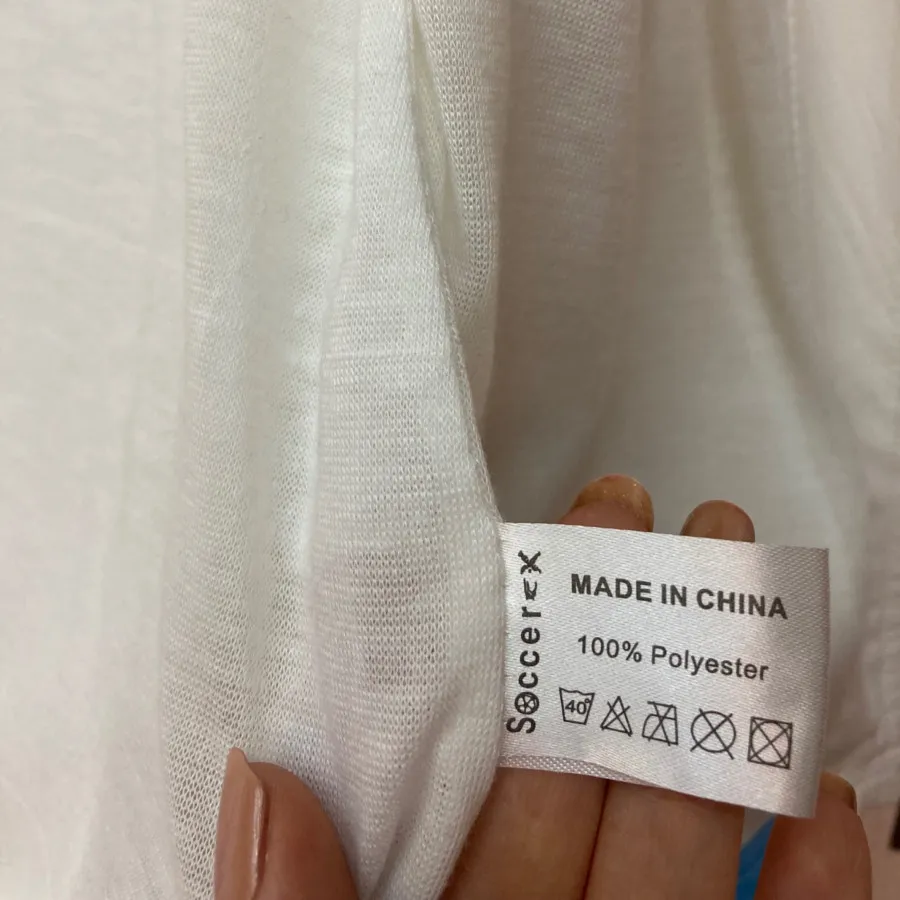 Soccerex
MADE IN CHINA
100% Polyester
40°